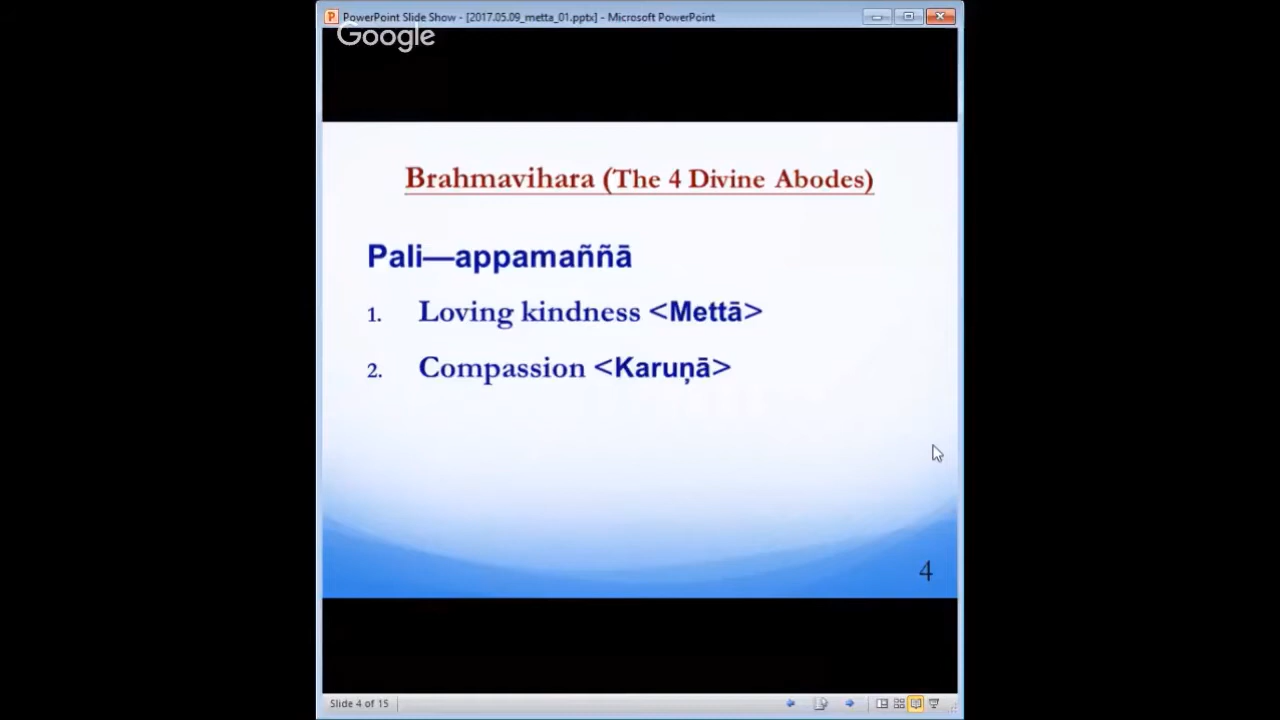 PowerPoint Slide Show - [2017.05.09_metta_01.pptx] - Microsoft PowerPoint
Google
Brahmavihara (The 4 Divine Abodes)
Pali—appamaññā
1. Loving kindness <Mettā>
2. Compassion <Karuṇā>
4
Slide 4 of 15